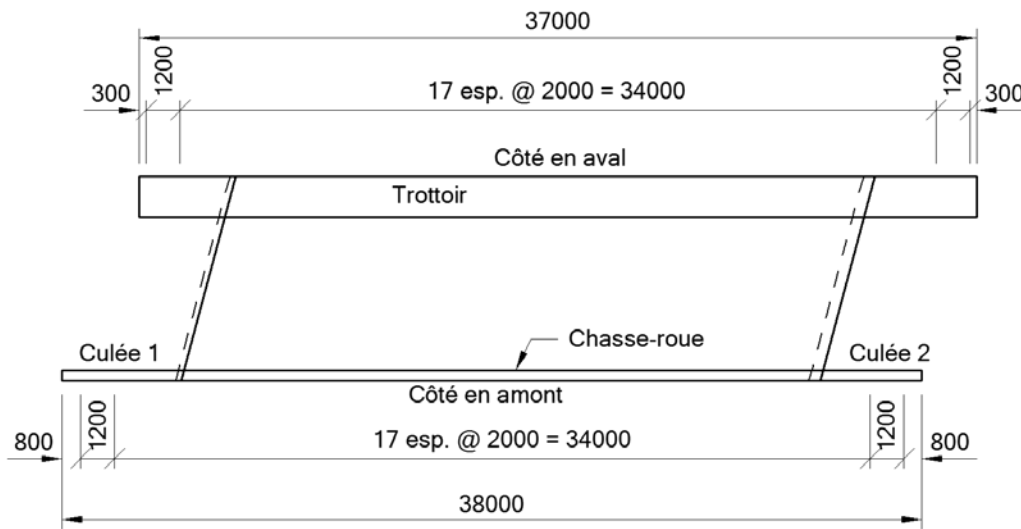 37000
1200
1200
300
17 esp. @ 2000 = 34000
300
Côté en aval
Trottoir
Chasse-roue
Culée 1
Culée 2
Côté en amont
1200
1200
800
17 esp. @ 2000 = 34000
800
38000